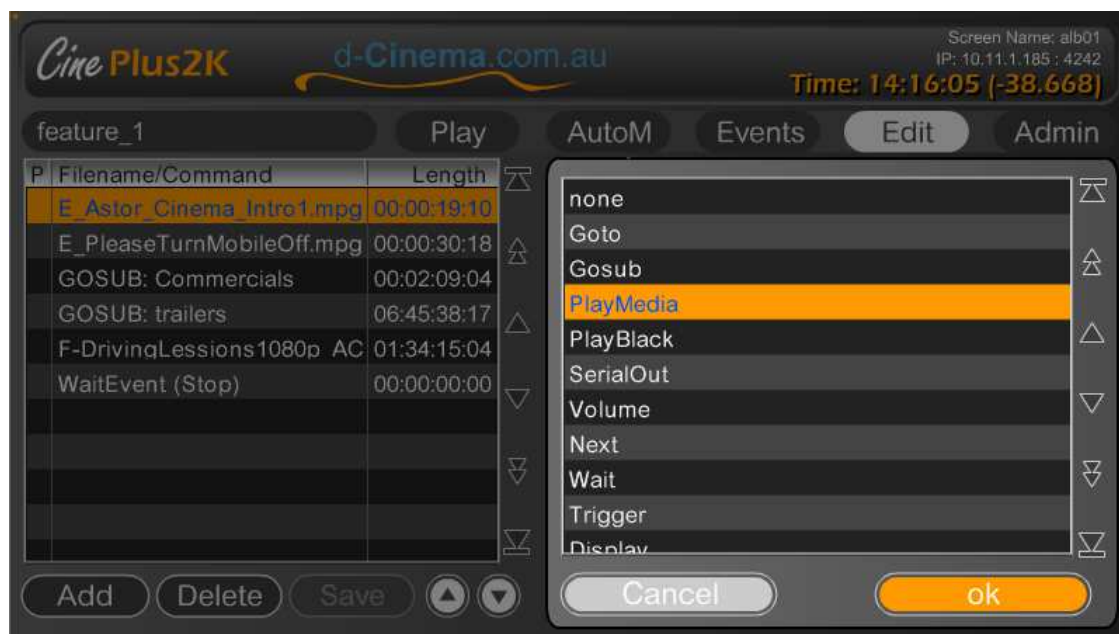 Cine Plus2K
d-Cinema.com.au
Screen Name: alb01
IP: 10.11.1.185 : 4242
Time: 14:16:05 (-38.668)
feature_1
Play
AutoM
Events
Edit
Admin
P Filename/Command Length
E_Astor_Cinema_Intro1.mpg 00:00:19:10
E_PleaseTurnMobileOff.mpg 00:00:30:18
GOSUB: Commercials 00:02:09:04
GOSUB: trailers 06:45:38:17
F-DrivingLessions1080p_AC 01:34:15:04
WaitEvent (Stop) 00:00:00:00
none
Goto
Gosub
PlayMedia
PlayBlack
SerialOut
Volume
Next
Wait
Trigger
Display
Add
Delete
Save
Cancel
ok